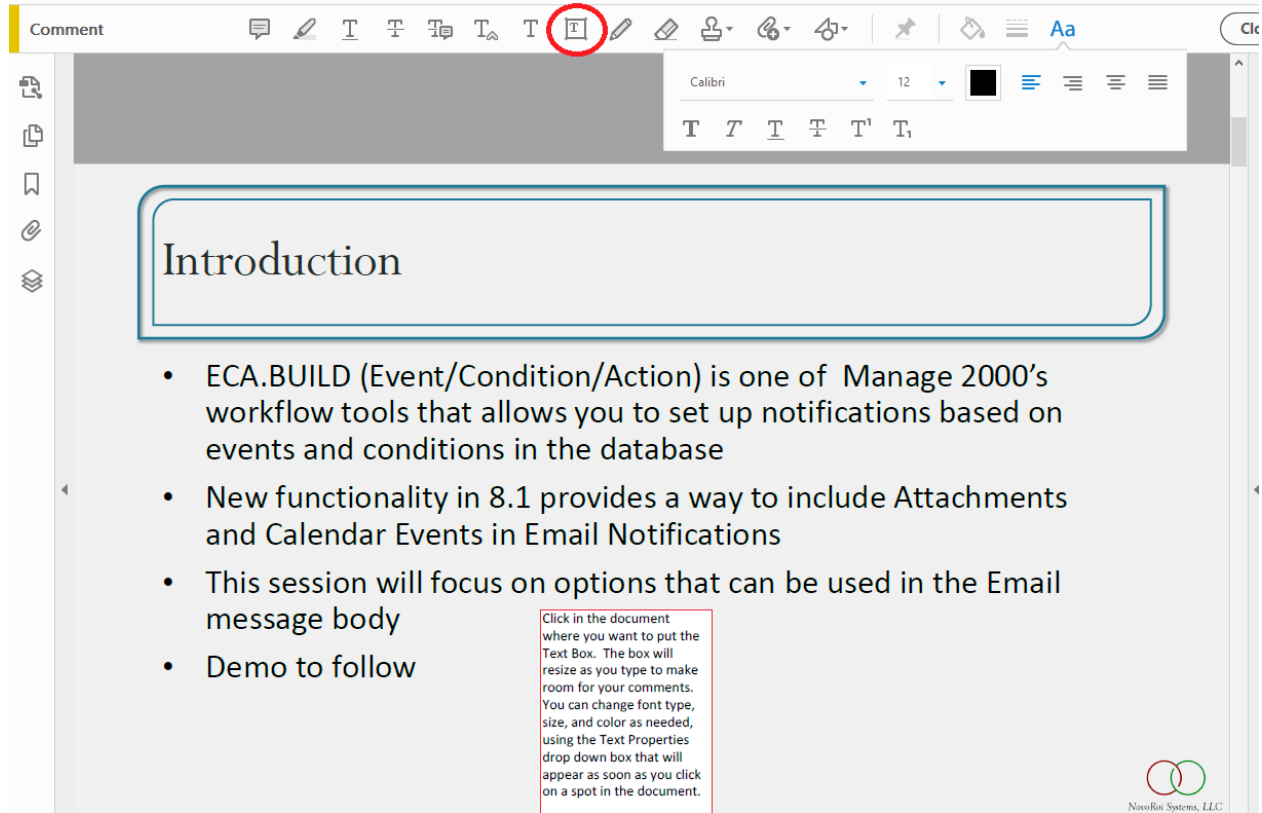 Comment
Clo
Calibri
12
Introduction
• ECA.BUILD (Event/Condition/Action) is one of  Manage 2000’s
workflow tools that allows you to set up notifications based on
events and conditions in the database
• New functionality in 8.1 provides a way to include Attachments
and Calendar Events in Email Notifications
• This session will focus on options that can be used in the Email
message body
• Demo to follow
Click in the document
where you want to put the
Text Box.  The box will
resize as you type to make
room for your comments.
You can change font type,
size, and color as needed,
using the Text Properties
drop down box that will
appear as soon as you click
on a spot in the document.
NovoRoi Systems, LLC